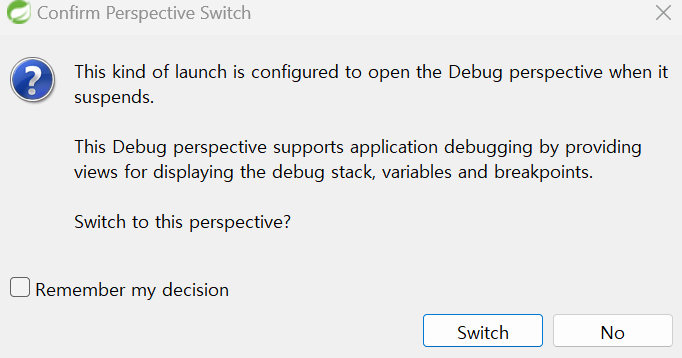 Confirm Perspective Switch
This kind of launch is configured to open the Debug perspective when it
suspends.
This Debug perspective supports application debugging by providing
views for displaying the debug stack, variables and breakpoints.
Switch to this perspective?
Remember my decision
Switch
No